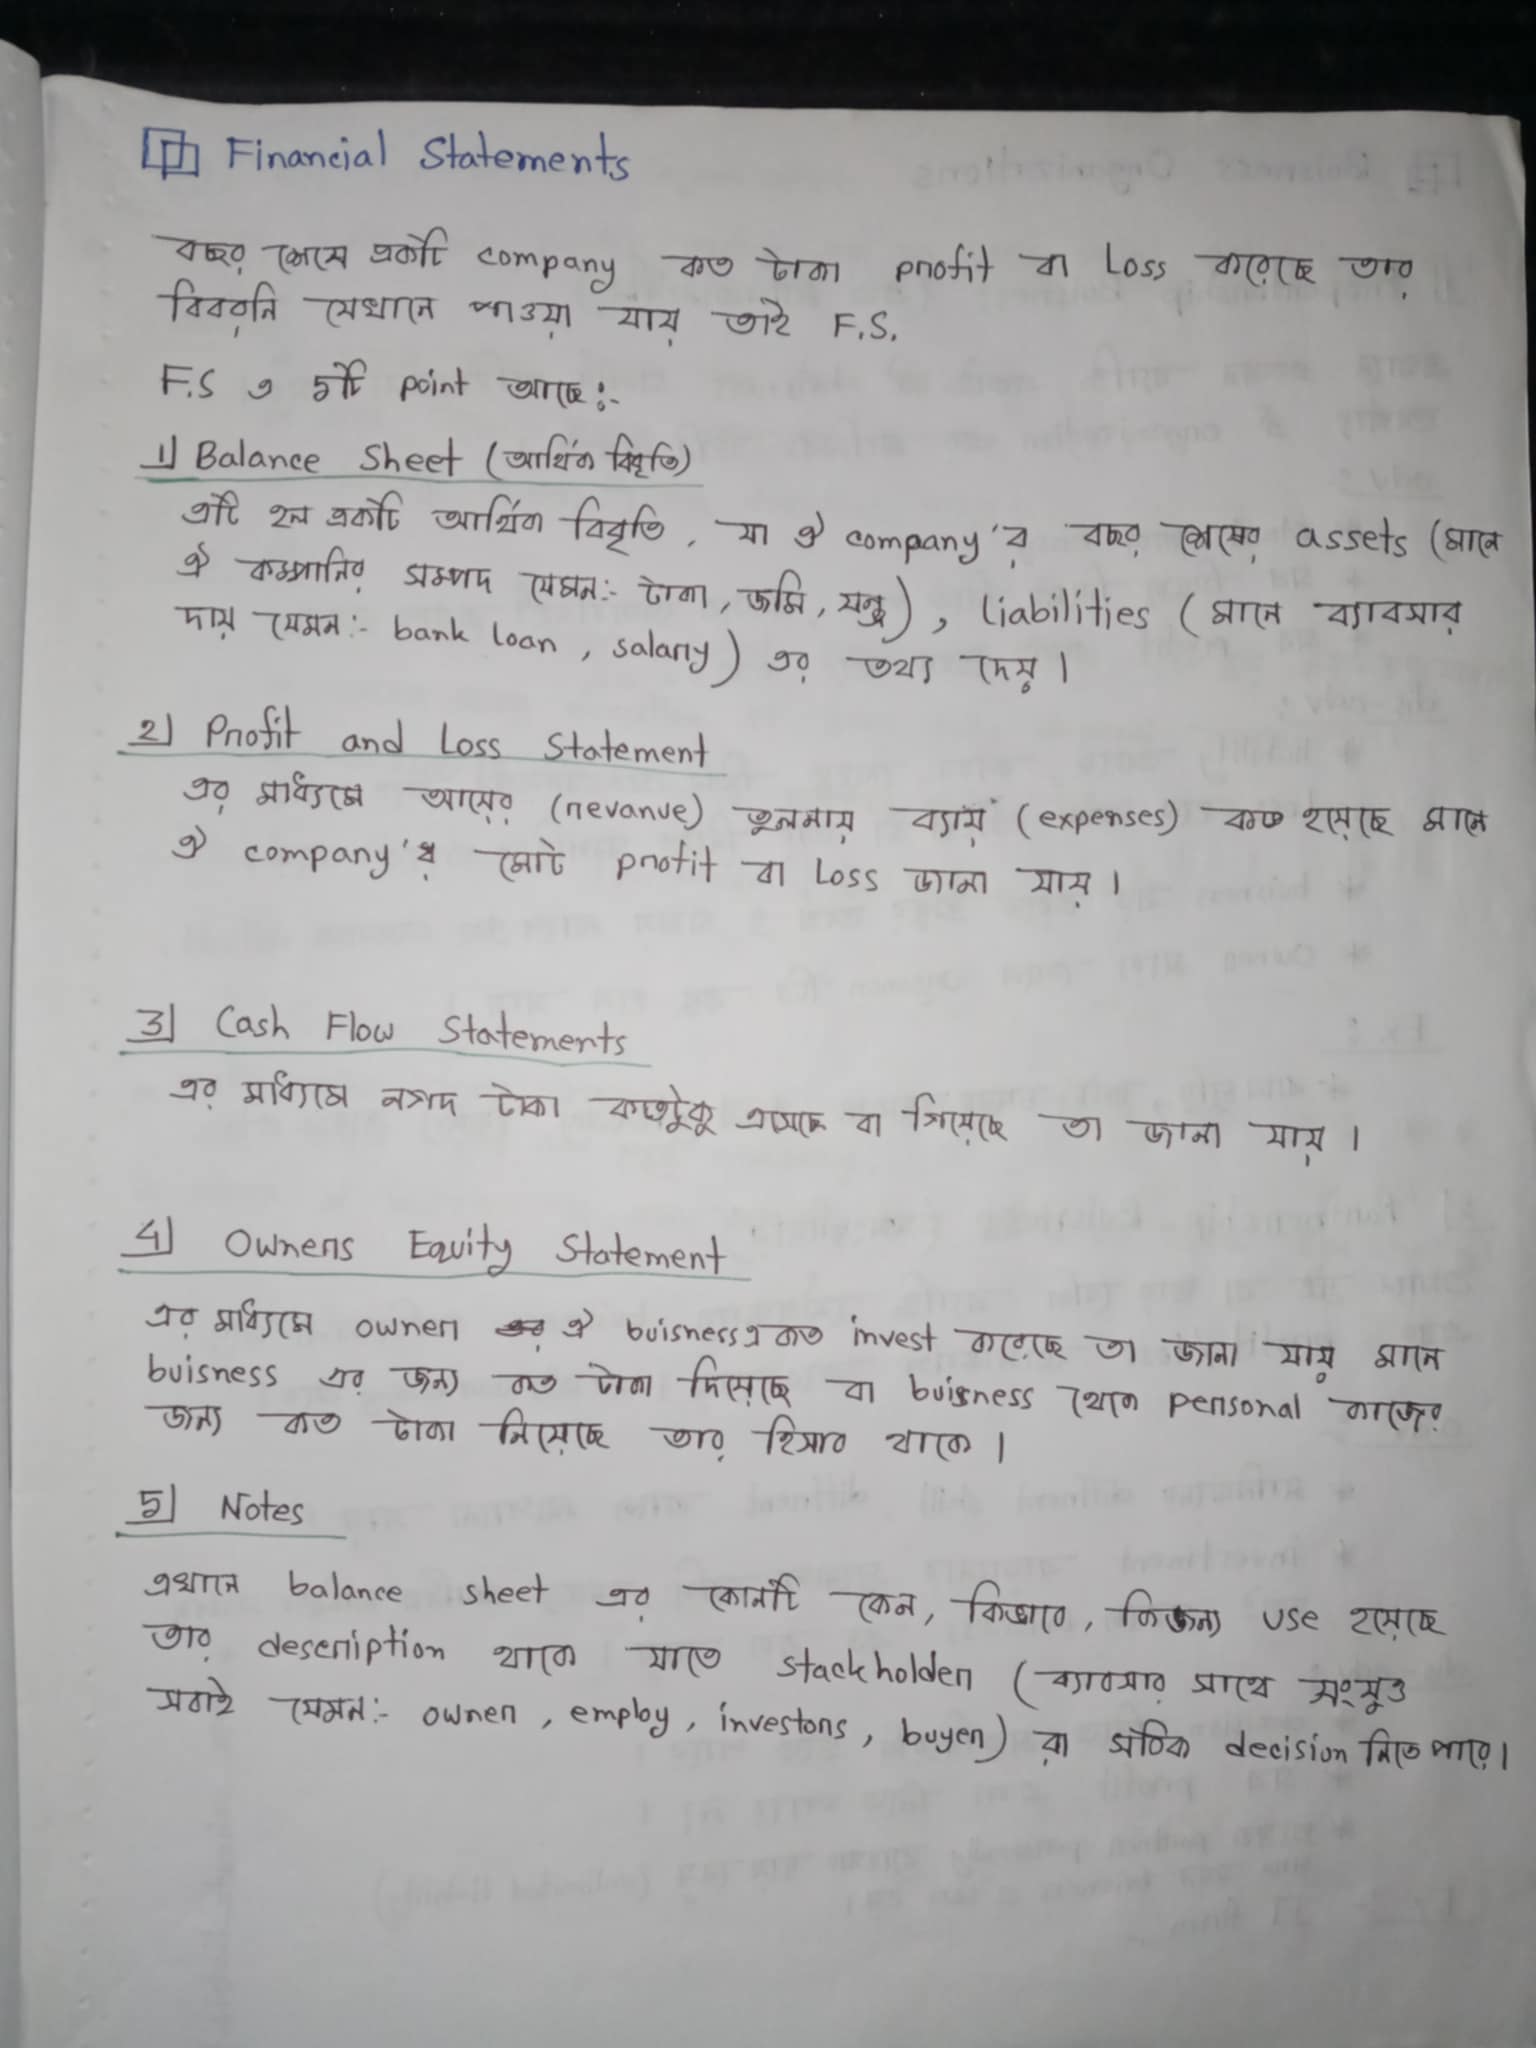 Financial Statements
বছর শেষে একটি company কত টাকা profit বা Loss করেছে তার
বিবরনি যেখানে পাওয়া যায় তাই F.S.
F.S এ ৫টি point আছে:-
1) Balance Sheet (আর্থিক বিবৃতি)
এটি হল একটি আর্থিক বিবৃতি, যা ঐ company'র বছর শেষের assets (মানে
ঐ কম্পানির সম্পদ যেমন:- টাকা, জমি, যন্ত্র), Liabilities (মানে ব্যাবসার
দায় যেমন:- bank loan, salary) এর তথ্য দেয়।
2) Profit and Loss Statement
এর মাধ্যমে আয়ের (revanue) তুলনায় ব্যায় (expenses) কত হয়েছে মানে
ঐ company'র মোট profit বা Loss জানা যায়।
3) Cash Flow Statements
এর মাধ্যমে নগদ টাকা কতটুকু এসেছে বা গিয়েছে তা জানা যায়।
4) Owners Equity Statement
এর মাধ্যমে owner ঐ buisness এ কত invest করেছে তা জানা যায় মানে
buisness এর জন্য কত টাকা দিয়েছে বা buisness থেকে personal কাজের
জন্য কত টাকা নিয়েছে তার হিসাব থাকে।
5) Notes
এখানে balance sheet এর কোনটি কেন, কিভাবে, কিজন্য use হয়েছে
তার description থাকে যাতে stackholder (ব্যাবসার সাথে সংযুক্ত
সবাই যেমন:- owner, employ, investors, buyer) রা সঠিক decision নিতে পারে।